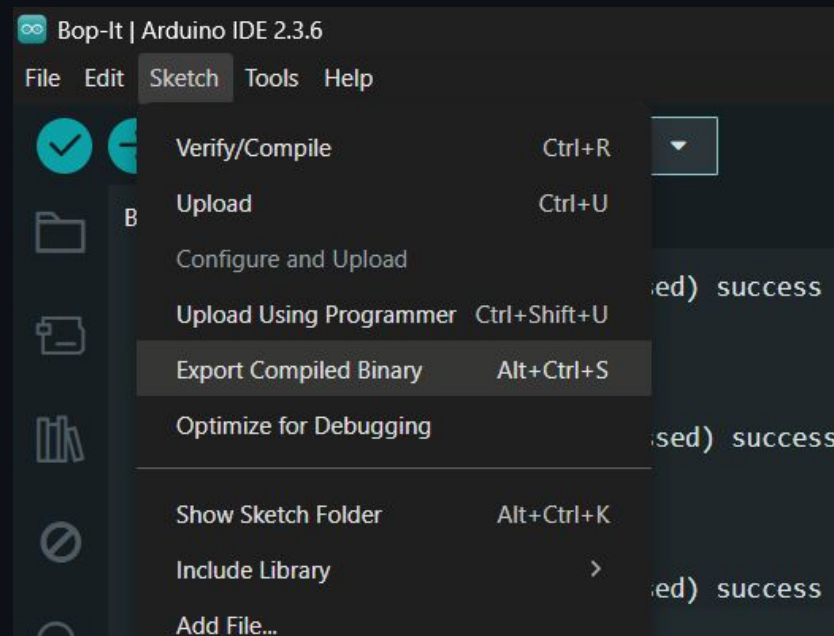 Bop-It | Arduino IDE 2.3.6
File Edit Sketch Tools Help
Verify/Compile Ctrl+R
Upload Ctrl+U
B
Configure and Upload
ed) success
Upload Using Programmer Ctrl+Shift+U
Export Compiled Binary Alt+Ctrl+S
Optimize for Debugging
sed) success
Show Sketch Folder Alt+Ctrl+K
Include Library
ed) success
Add File...